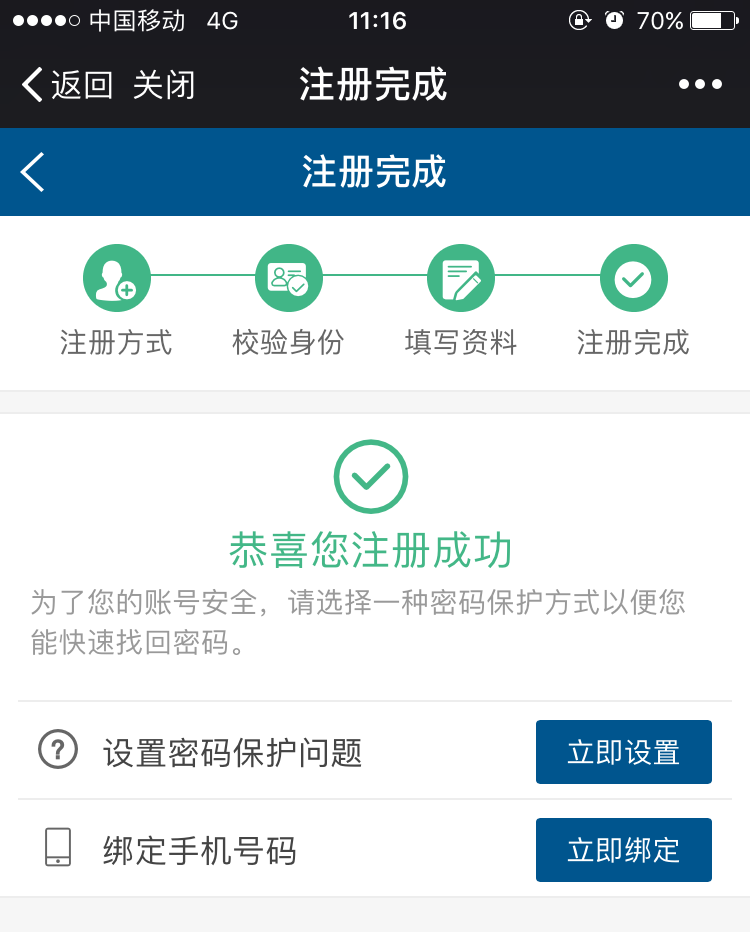 中国移动 4G 11:16 70%
返回 关闭 注册完成
注册完成
注册方式 校验身份 填写资料 注册完成
恭喜您注册成功
为了您的账号安全，请选择一种密码保护方式以便您
能快速找回密码。
设置密码保护问题 立即设置
绑定手机号码 立即绑定